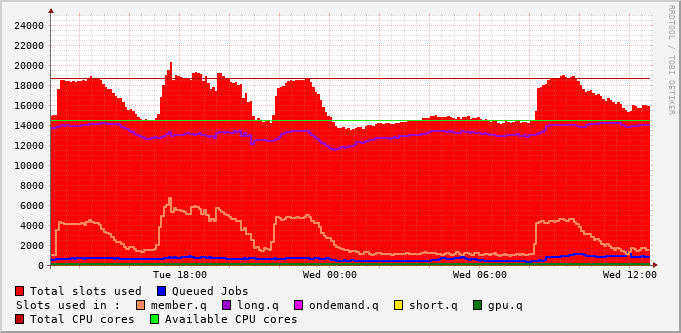 24000
22000
20000
18000
16000
14000
12000
10000
8000
6000
4000
2000
0
Tue 18:00 Wed 00:00 Wed 06:00 Wed 12:00
RRDTOOL / TOBI OETIKER
Total slots used Queued Jobs
Slots used in : member.q long.q ondemand.q short.q gpu.q
Total CPU cores Available CPU cores